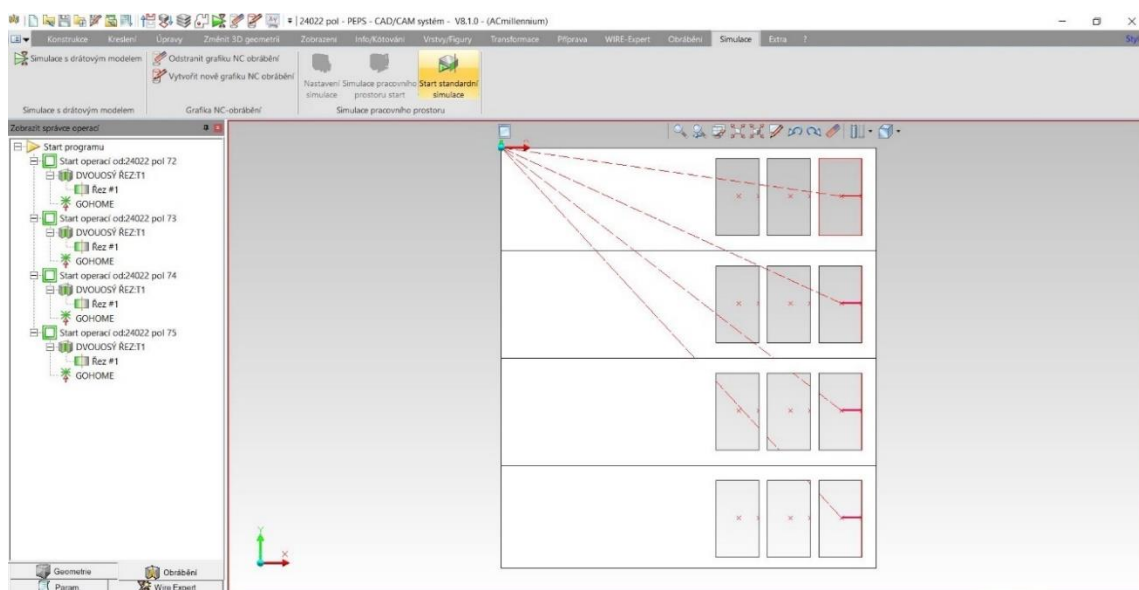 24022 pol - PEPS - CAD/CAM systém - V8.1.0 - (ACmillennium)
Konstrukce Kreslení Úpravy Změnit 3D geometrii Zobrazení Info/Kótování Vrstvy/Figury Transformace Příprava WIRE-Expert Obrábění Simulace Extra ? Sty
Simulace s drátovým modelem
Odstranit grafiku NC obrábění
Vytvořit nově grafiku NC obrábění
Nastavení simulace
Simulace pracovního prostoru start
Start standardní simulace
Simulace s drátovým modelem Grafika NC-obrábění Simulace pracovního prostoru
Zobrazit správce operací
Start programu
Start operací od:24022 pol 72
DVOUOSÝ ŘEZ:T1
Řez #1
GOHOME
Start operací od:24022 pol 73
DVOUOSÝ ŘEZ:T1
Řez #1
GOHOME
Start operací od:24022 pol 74
DVOUOSÝ ŘEZ:T1
Řez #1
GOHOME
Start operací od:24022 pol 75
DVOUOSÝ ŘEZ:T1
Řez #1
GOHOME
Y
X
Geometrie Obrábění
Param Wire Expert